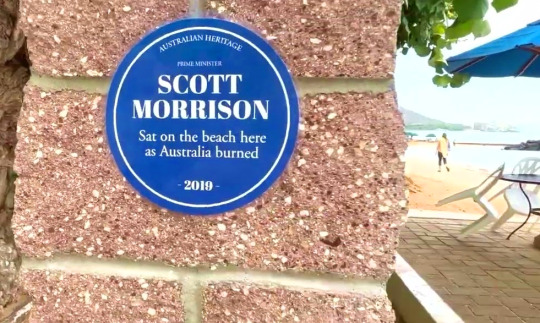 AUSTRALIAN HERITAGE
PRIME MINISTER
SCOTT
MORRISON
Sat on the beach here
as Australia burned
- 2019 -